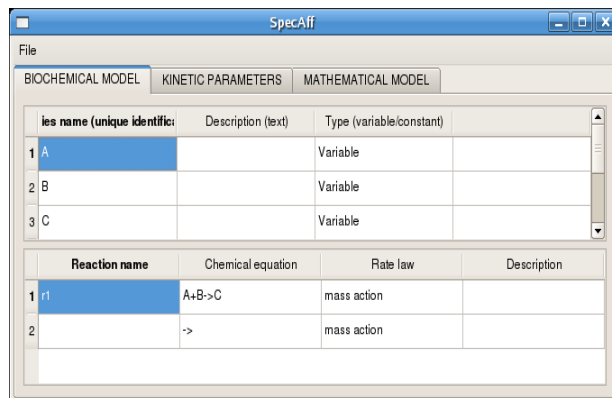 SpecAff
File
BIOCHEMICAL MODEL KINETIC PARAMETERS MATHEMATICAL MODEL
ies name (unique identific Description (text) Type (variable/constant)
1 A Variable
2 B Variable
3 C Variable
Reaction name Chemical equation Rate law Description
1 r1 A+B->C mass action
2 -> mass action